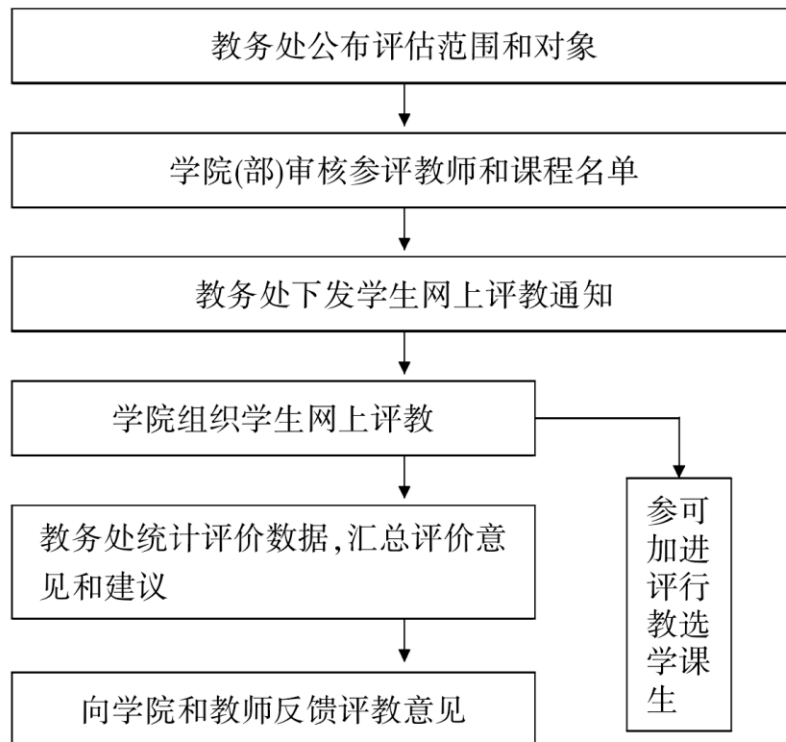 教务处公布评估范围和对象
学院(部)审核参评教师和课程名单
教务处下发学生网上评教通知
学院组织学生网上评教
教务处统计评价数据,汇总评价意
见和建议
参加评教学生
可进行选课
向学院和教师反馈评教意见